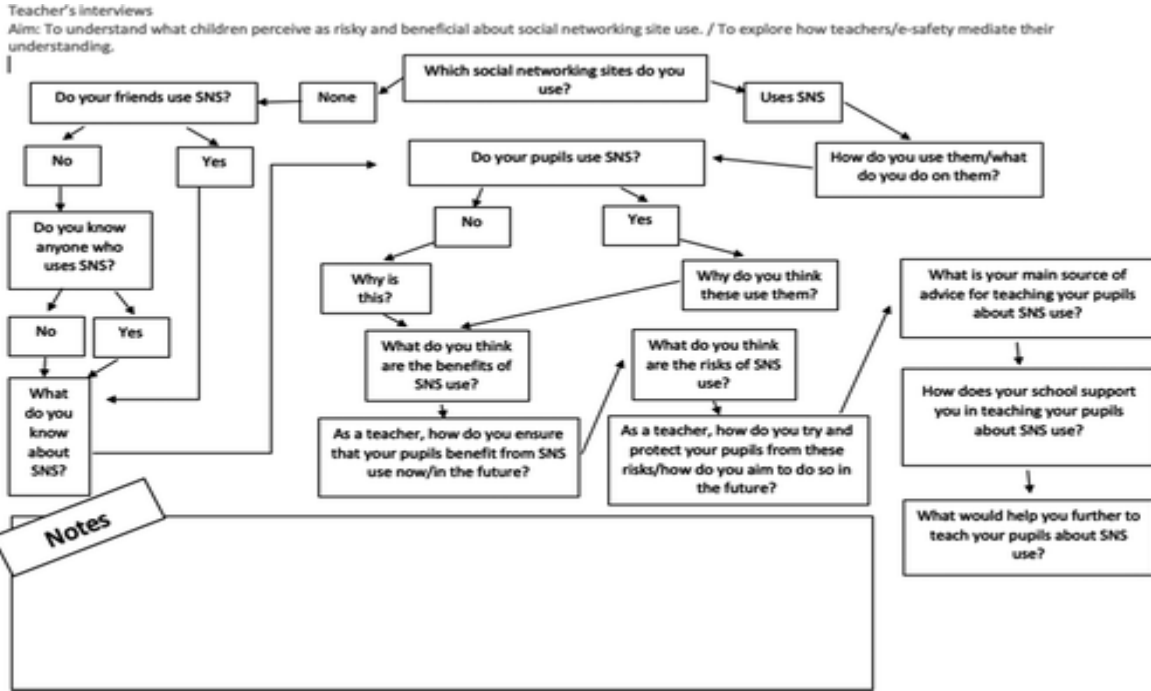 Teacher's interviews
Aim: To understand what children perceive as risky and beneficial about social networking site use. / To explore how teachers/e-safety mediate their
understanding.
Which social networking sites do you
use?
Do your friends use SNS?
None
Uses SNS
No
Yes
Do your pupils use SNS?
How do you use them/what
do you do on them?
Do you know
anyone who
uses SNS?
No
Yes
Why is
this?
Why do you think
these use them?
What is your main source of
advice for teaching your pupils
about SNS use?
No
Yes
What do you think
are the benefits of
SNS use?
What do you think
are the risks of SNS
use?
What
do you
know
about
SNS?
As a teacher, how do you ensure
that your pupils benefit from SNS
use now/in the future?
As a teacher, how do you try and
protect your pupils from these
risks/how do you aim to do so in
the future?
How does your school support
you in teaching your pupils
about SNS use?
What would help you further to
teach your pupils about SNS
use?
Notes